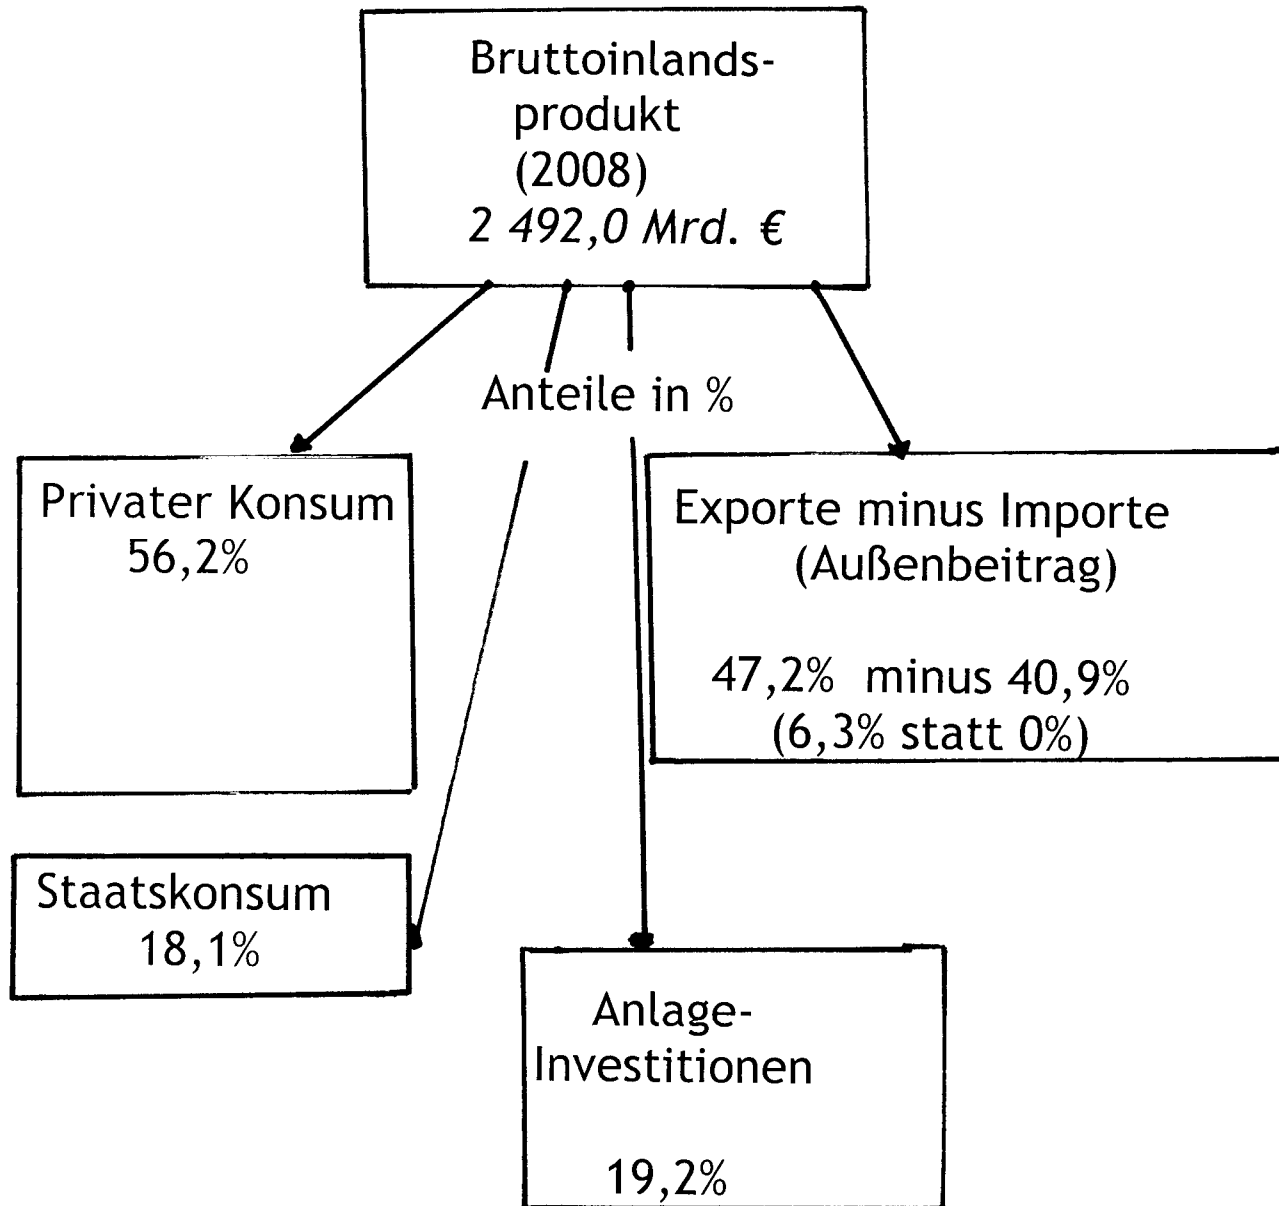 Bruttoinlands-
produkt
(2008)
2 492,0 Mrd. €
Anteile in %
Privater Konsum
56,2%
Exporte minus Importe
(Außenbeitrag)
47,2% minus 40,9%
(6,3% statt 0%)
Staatskonsum
18,1%
Anlage-
Investitionen
19,2%